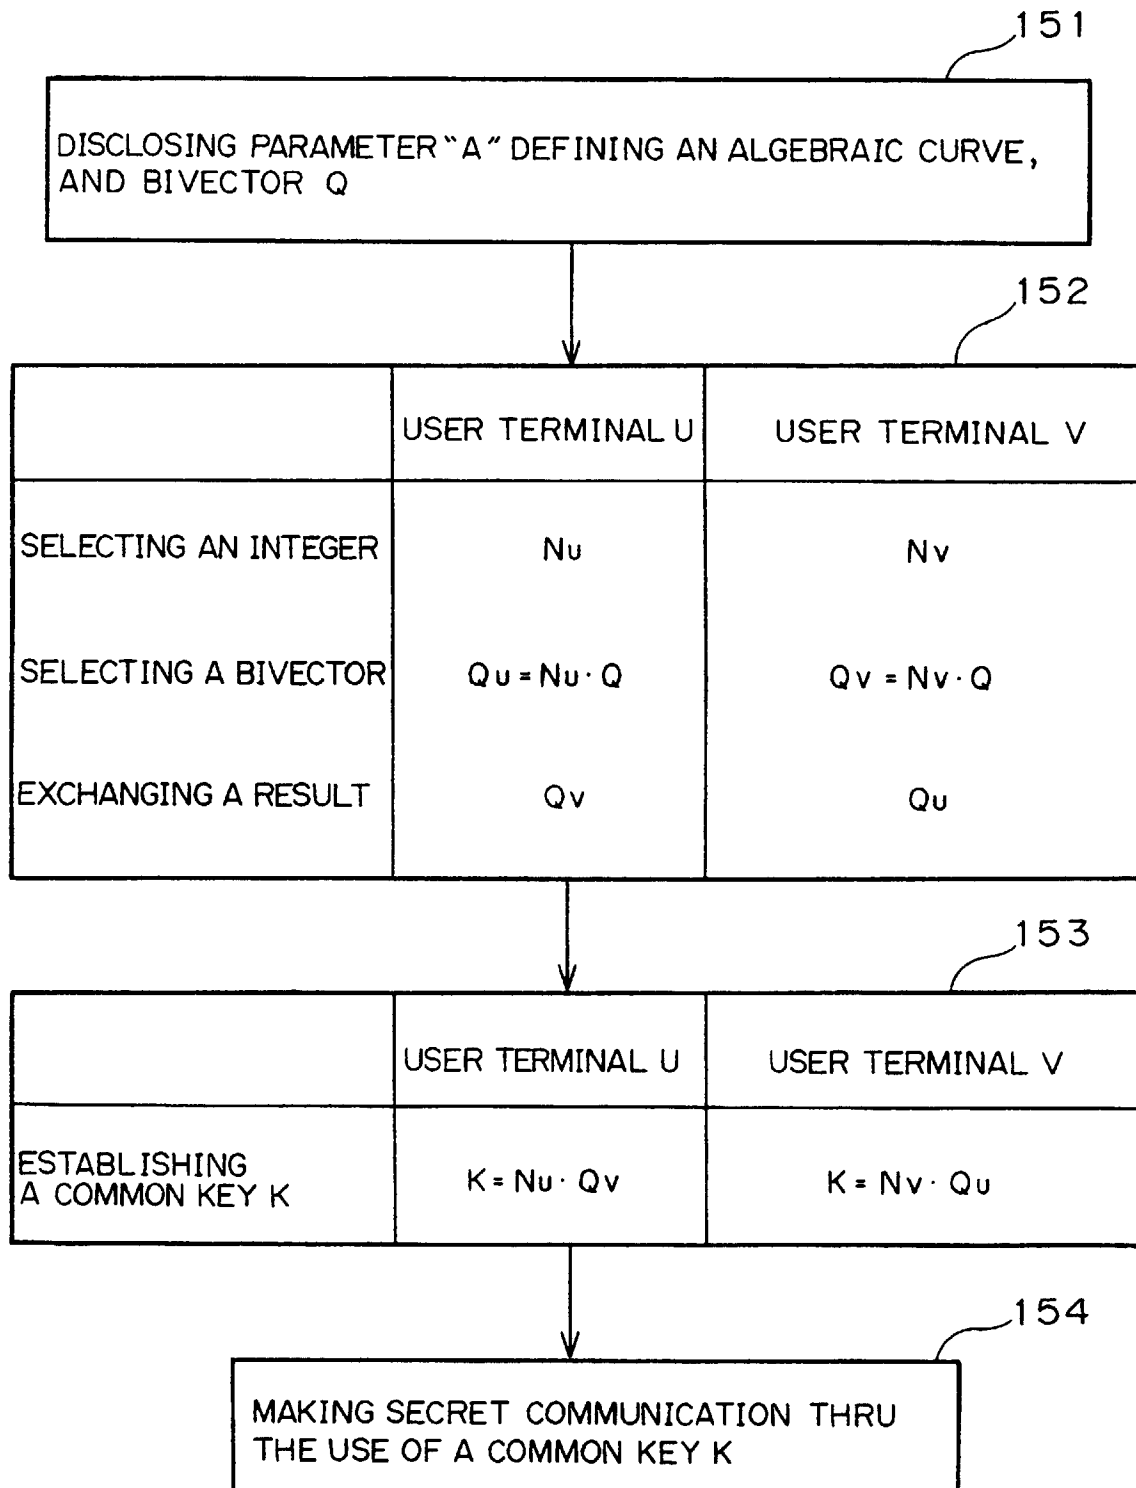 151
DISCLOSING PARAMETER "A" DEFINING AN ALGEBRAIC CURVE,
AND BIVECTOR Q
152
USER TERMINAL U USER TERMINAL V
SELECTING AN INTEGER Nu Nv
SELECTING A BIVECTOR Qu = Nu · Q Qv = Nv · Q
EXCHANGING A RESULT Qv Qu
153
USER TERMINAL U USER TERMINAL V
ESTABLISHING
A COMMON KEY K K = Nu · Qv K = Nv · Qu
154
MAKING SECRET COMMUNICATION THRU
THE USE OF A COMMON KEY K